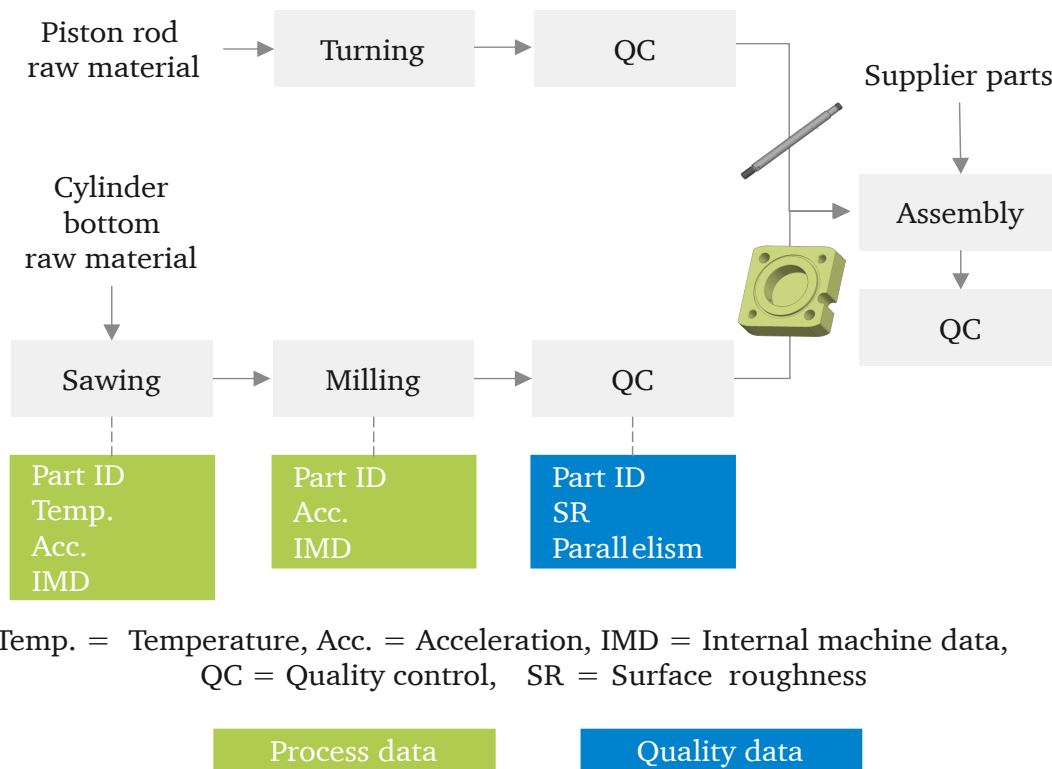 Piston rod
raw material
Turning
QC
Supplier parts
Cylinder
bottom
raw material
Assembly
QC
Sawing
Milling
QC
Part ID
Temp.
Acc.
IMD
Part ID
Acc.
IMD
Part ID
SR
Parallelism
Temp. = Temperature, Acc. = Acceleration, IMD = Internal machine data,
QC = Quality control, SR = Surface roughness
Process data
Quality data